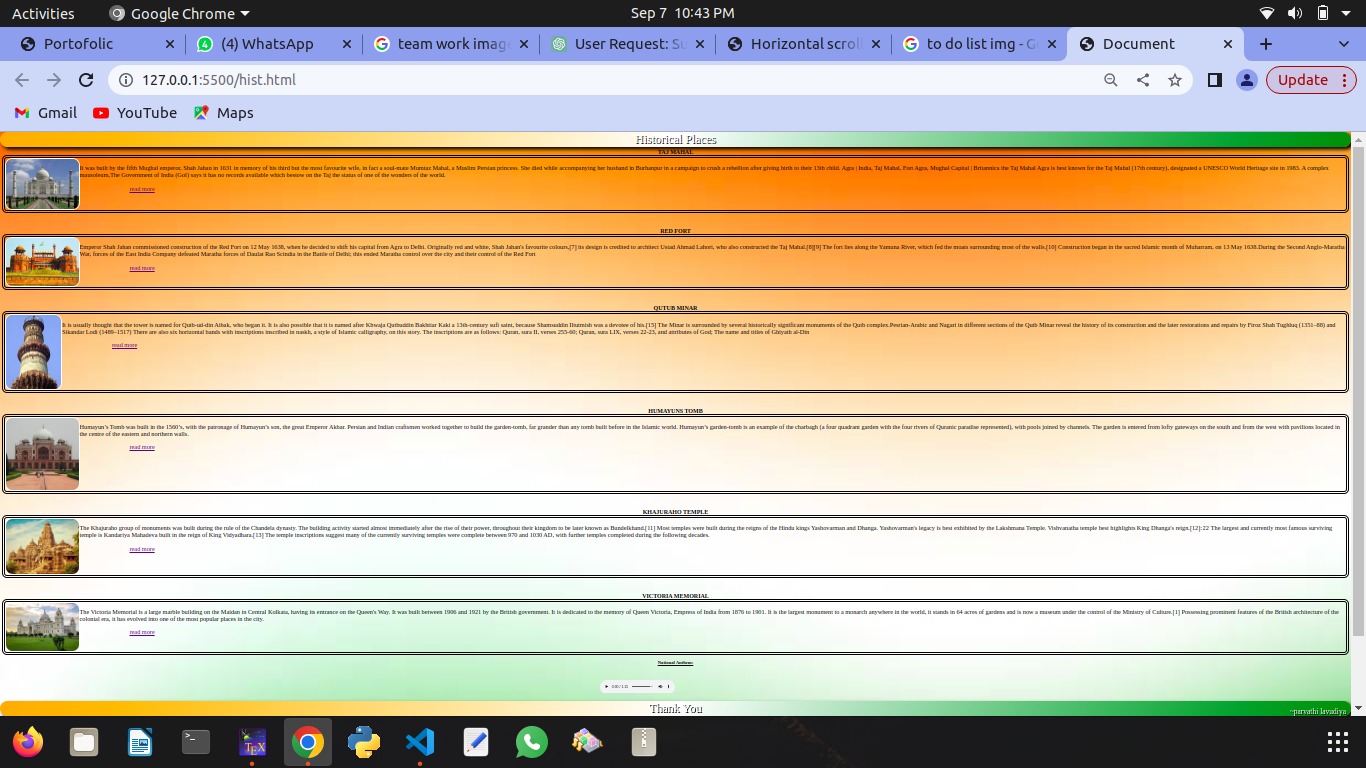 Activities
Google Chrome
Sep 7 10:43 PM
Portofolic
(4) WhatsApp
team work image
User Request: Su
Horizontal scroll
to do list img - Go
Document
127.0.0.1:5500/hist.html
Update
Gmail
YouTube
Maps
Historical Places
TAJ MAHAL
It was built by the fifth Mughal emperor, Shah Jahan in 1631 in memory of his third but the most favourite wife, in fact a soul-mate Mumtaz Mahal, a Muslim Persian princess. She died while accompanying her husband in Burhanpur in a campaign to crush a rebellion after giving birth to their 13th child. Agra | India, Taj Mahal, Fort Agra, Mughal Capital | Britannica the Taj Mahal Agra is best known for the Taj Mahal (17th century), designated a UNESCO World Heritage site in 1983. A complex
mausoleum,The Government of India (GoI) says it has no records available which bestow on the Taj the status of one of the wonders of the world.
read more
RED FORT
Emperor Shah Jahan commissioned construction of the Red Fort on 12 May 1638, when he decided to shift his capital from Agra to Delhi. Originally red and white, Shah Jahan's favourite colours,[7] its design is credited to architect Ustad Ahmad Lahori, who also constructed the Taj Mahal.[8][9] The fort lies along the Yamuna River, which fed the moats surrounding most of the walls.[10] Construction began in the sacred Islamic month of Muharram, on 13 May 1638.During the Second Anglo-Maratha
War, forces of the East India Company defeated Maratha forces of Daulat Rao Scindia in the Battle of Delhi; this ended Maratha control over the city and their control of the Red Fort
read more
QUTUB MINAR
It is usually thought that the tower is named for Qutb-ud-din Aibak, who began it. It is also possible that it is named after Khwaja Qutbuddin Bakhtiar Kaki a 13th-century sufi saint, because Shamsuddin Iltutmish was a devotee of his.[15] The Minar is surrounded by several historically significant monuments of the Qutb complex.Pesrian-Arabic and Nagari in different sections of the Qutb Minar reveal the history of its construction and the later restorations and repairs by Firoz Shah Tughluq (1351–88) and
Sikandar Lodi (1489–1517) There are also six horizontal bands with inscriptions inscribed in naskh, a style of Islamic calligraphy, on this story. The inscriptions are as follows: Quran, sura II, verses 255-60; Quran, sura LIX, verses 22-23, and attributes of God; The name and titles of Ghiyath al-Din
read more
HUMAYUNS TOMB
Humayun's Tomb was built in the 1560's, with the patronage of Humayun's son, the great Emperor Akbar. Persian and Indian craftsmen worked together to build the garden-tomb, far grander than any tomb built before in the Islamic world. Humayun's garden-tomb is an example of the charbagh (a four quadrant garden with the four rivers of Quranic paradise represented), with pools joined by channels. The garden is entered from lofty gateways on the south and from the west with pavilions located in
the centre of the eastern and northern walls.
read more
KHAJURAHO TEMPLE
The Khajuraho group of monuments was built during the rule of the Chandela dynasty. The building activity started almost immediately after the rise of their power, throughout their kingdom to be later known as Bundelkhand.[11] Most temples were built during the reigns of the Hindu kings Yashovarman and Dhanga. Yashovarman's legacy is best exhibited by the Lakshmana Temple. Vishvanatha temple best highlights King Dhanga's reign.[12]:22 The largest and currently most famous surviving
temple is Kandariya Mahadeva built in the reign of King Vidyadhara.[13] The temple inscriptions suggest many of the currently surviving temples were complete between 970 and 1030 AD, with further temples completed during the following decades.
read more
VICTORIA MEMORIAL
The Victoria Memorial is a large marble building on the Maidan in Central Kolkata, having its entrance on the Queen's Way. It was built between 1906 and 1921 by the British government. It is dedicated to the memory of Queen Victoria, Empress of India from 1876 to 1901. It is the largest monument to a monarch anywhere in the world, it stands in 64 acres of gardens and is now a museum under the control of the Ministry of Culture.[1] Possessing prominent features of the British architecture of the
colonial era, it has evolved into one of the most popular places in the city.
read more
National Anthem:
Thank You
~parvathi lavudiya